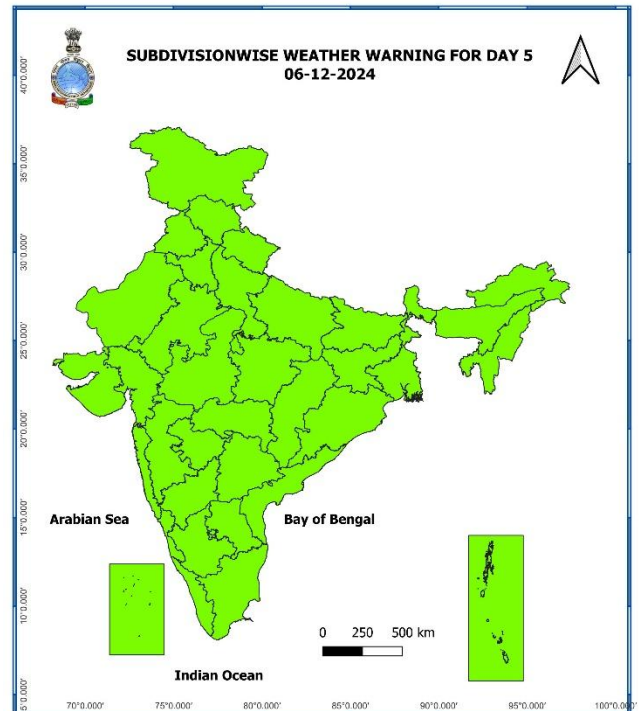 SUBDIVISIONWISE WEATHER WARNING FOR DAY 5
06-12-2024
40°0.000'
35°0.000'
30°0.000'
25°0.000'
20°0.000'
15°0.000'
10°0.000'
5°0.000'
Arabian Sea
Bay of Bengal
0 250 500 km
Indian Ocean
70°0.000' 75°0.000' 80°0.000' 85°0.000' 90°0.000' 95°0.000' 100°0.000'